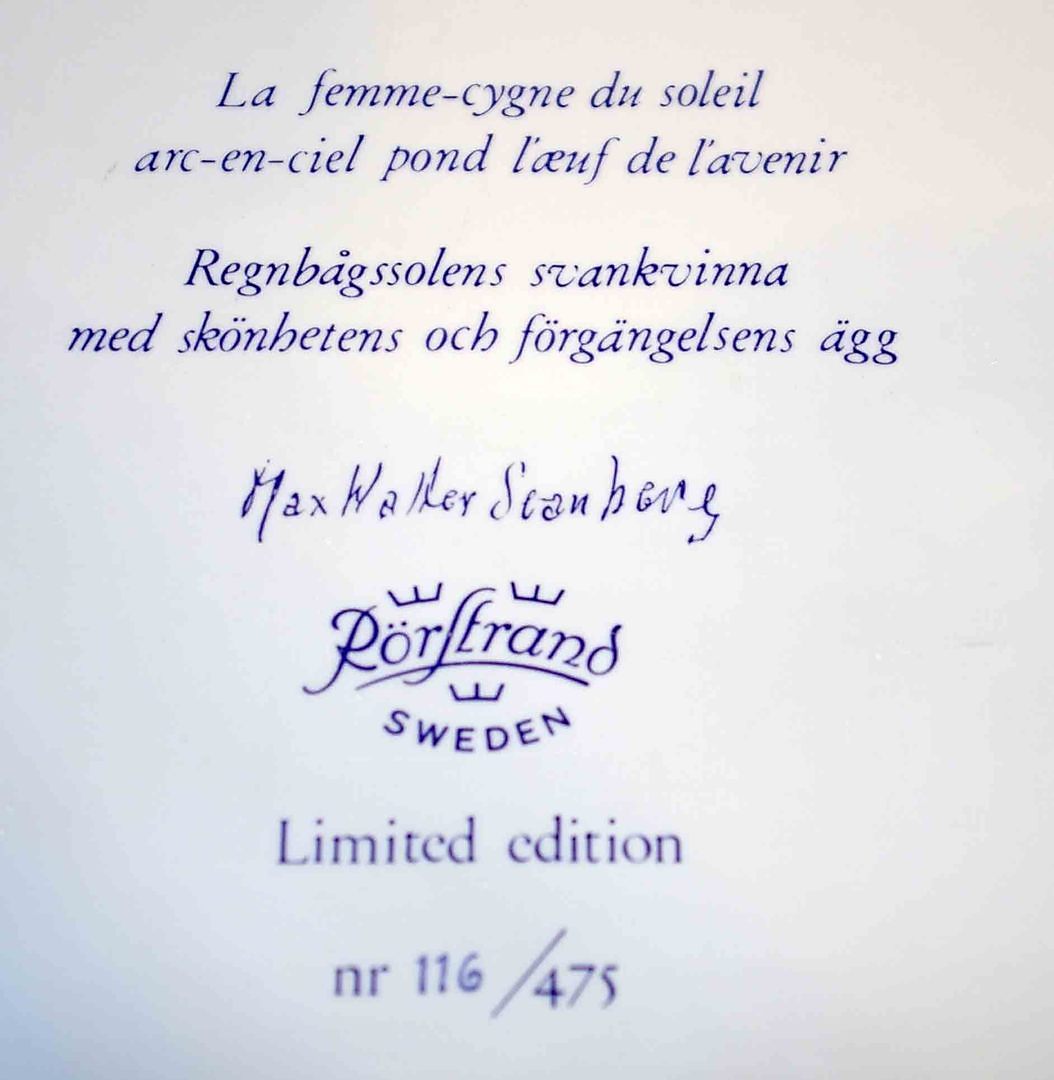 La femme-cygne du soleil
arc-en-ciel pond l'œuf de l'avenir
Regnbågssolens svankvinna
med skönhetens och förgängelsens ägg
Max Walter Svanberg
Rörstrand
SWEDEN
Limited edition
nr 116/475